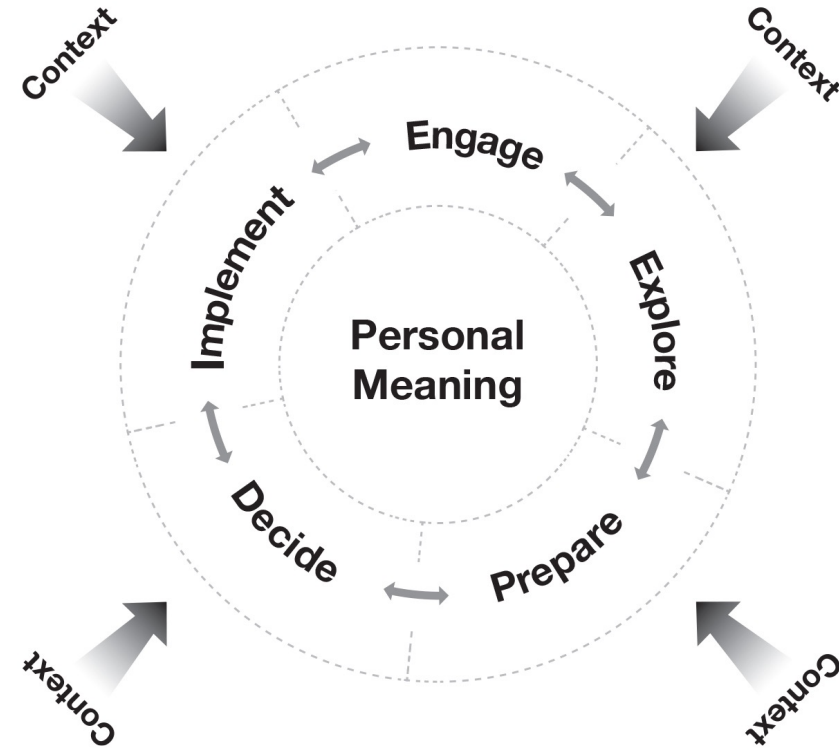 Context
Context
Engage
Explore
Prepare
Decide
Implement
Personal
Meaning
Context
Context